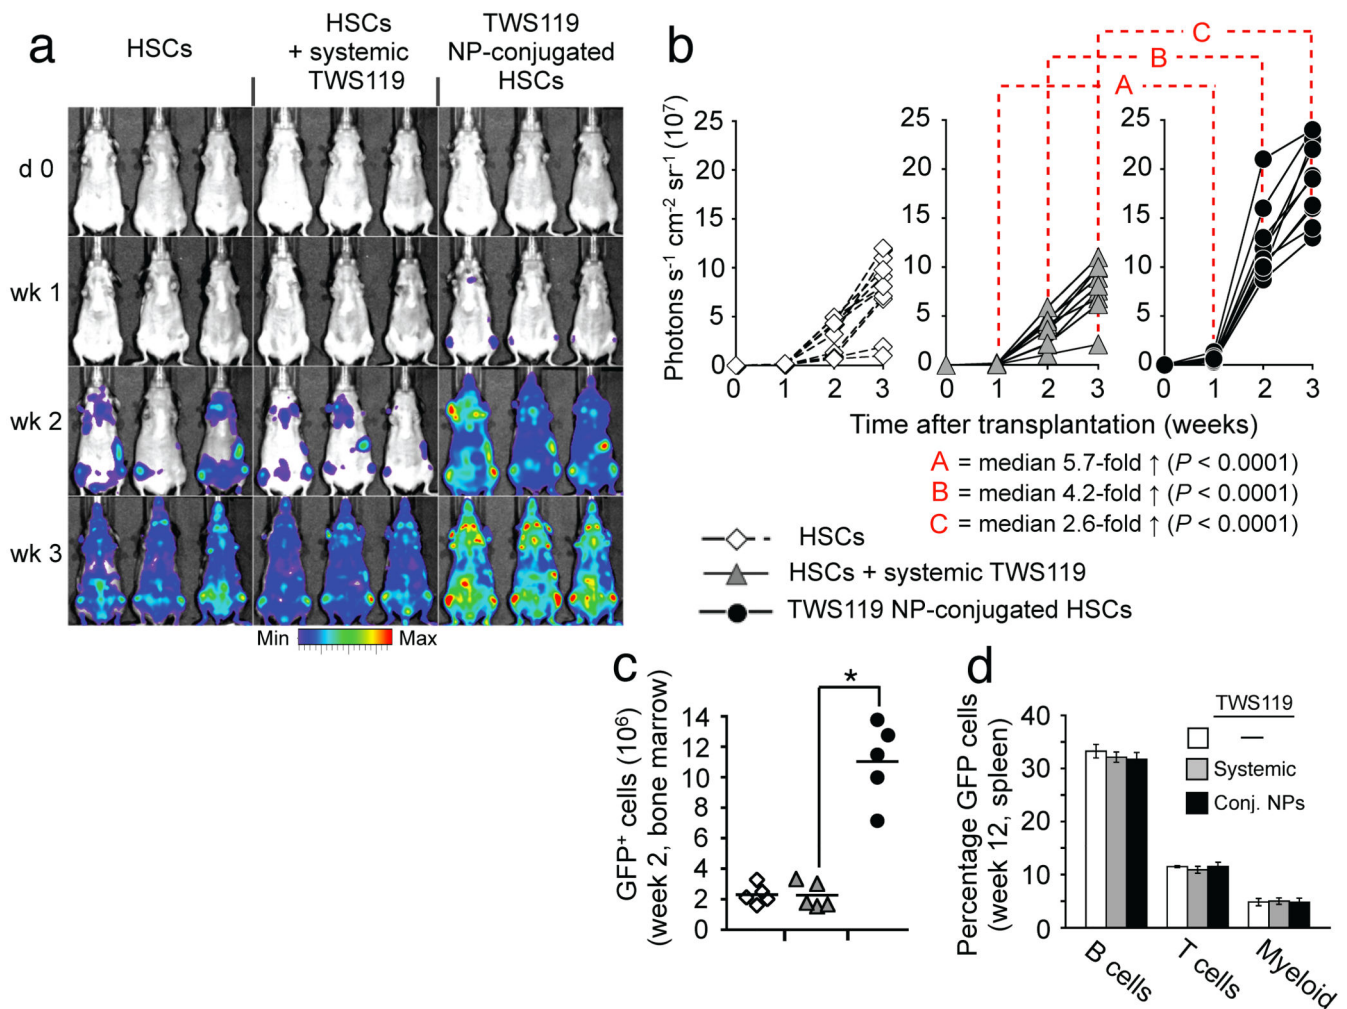 a
HSCs
HSCs
+ systemic
TWS119
TWS119
NP-conjugated
HSCs
d 0
wk 1
wk 2
wk 3
Min
Max
b
A
B
C
Photons s⁻¹ cm⁻² sr⁻¹ (10⁷)
25
20
15
10
5
0
0 1 2 3
25
20
15
10
5
0
0 1 2 3
25
20
15
10
5
0
0 1 2 3
Time after transplantation (weeks)
A = median 5.7-fold ↑ (P < 0.0001)
B = median 4.2-fold ↑ (P < 0.0001)
C = median 2.6-fold ↑ (P < 0.0001)
HSCs
HSCs + systemic TWS119
TWS119 NP-conjugated HSCs
c
GFP⁺ cells (10⁶)
(week 2, bone marrow)
14
12
10
8
6
4
2
0
*
d
Percentage GFP cells
(week 12, spleen)
40
30
20
10
0
TWS119
—
Systemic
Conj. NPs
B cells
T cells
Myeloid